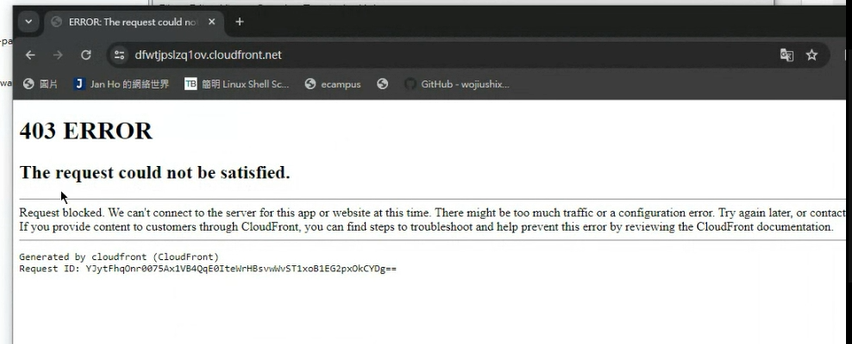 ERROR: The request could no
dfwtjpslzq1ov.cloudfront.net
圖片
Jan Ho 的網絡世界
簡明 Linux Shell Sc...
ecampus
GitHub - wojiushix...
403 ERROR
The request could not be satisfied.
Request blocked. We can't connect to the server for this app or website at this time. There might be too much traffic or a configuration error. Try again later, or contact
If you provide content to customers through CloudFront, you can find steps to troubleshoot and help prevent this error by reviewing the CloudFront documentation.
Generated by cloudfront (CloudFront)
Request ID: